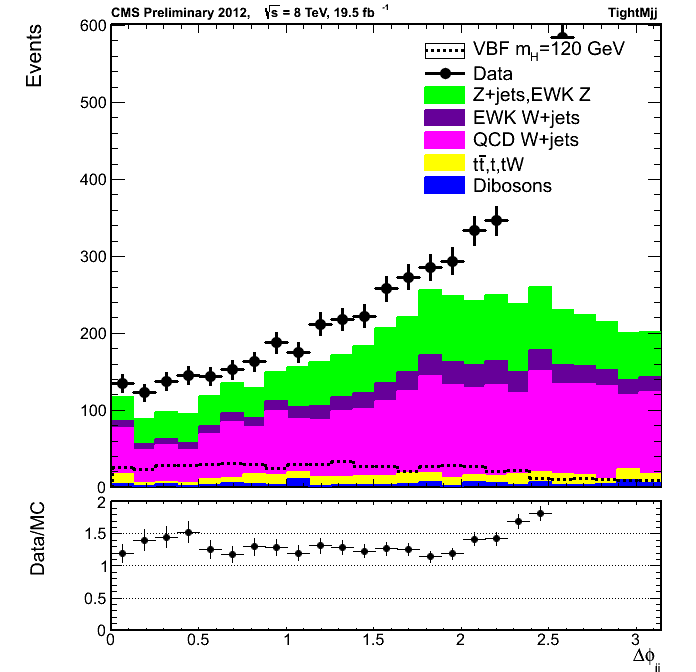 CMS Preliminary 2012, √s = 8 TeV, 19.5 fb⁻¹ TightMjj
Events
600
500
400
300
200
100
0
VBF m_H=120 GeV
Data
Z+jets,EWK Z
EWK W+jets
QCD W+jets
tt̄,t,tW
Dibosons
Data/MC
2
1.5
1
0.5
0
0 0.5 1 1.5 2 2.5 3
Δϕ_jj